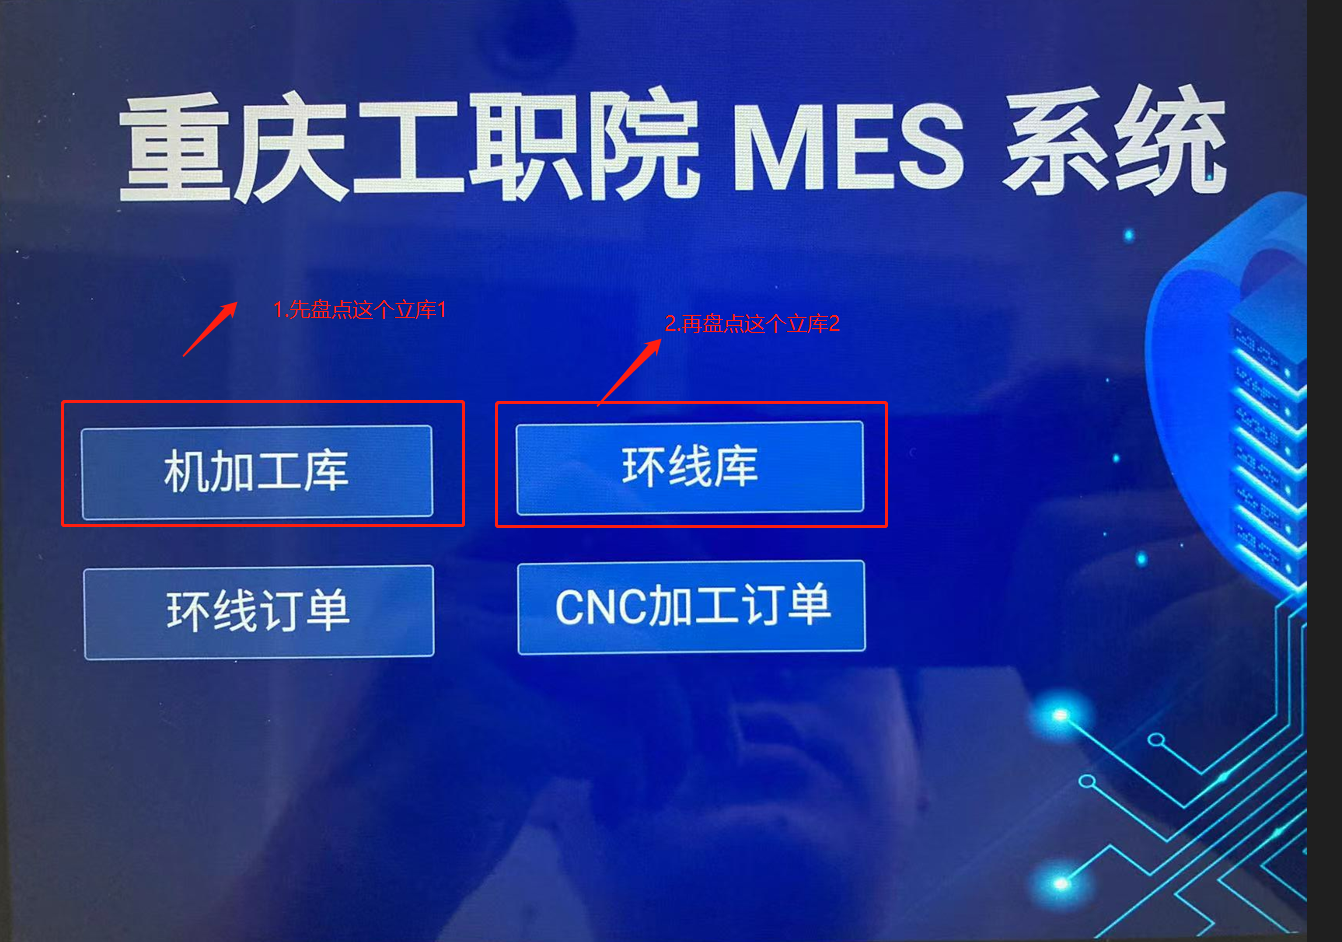 重庆工职院 MES 系统
1.先盘点这个立库1
2.再盘点这个立库2
机加工库
环线库
环线订单
CNC加工订单